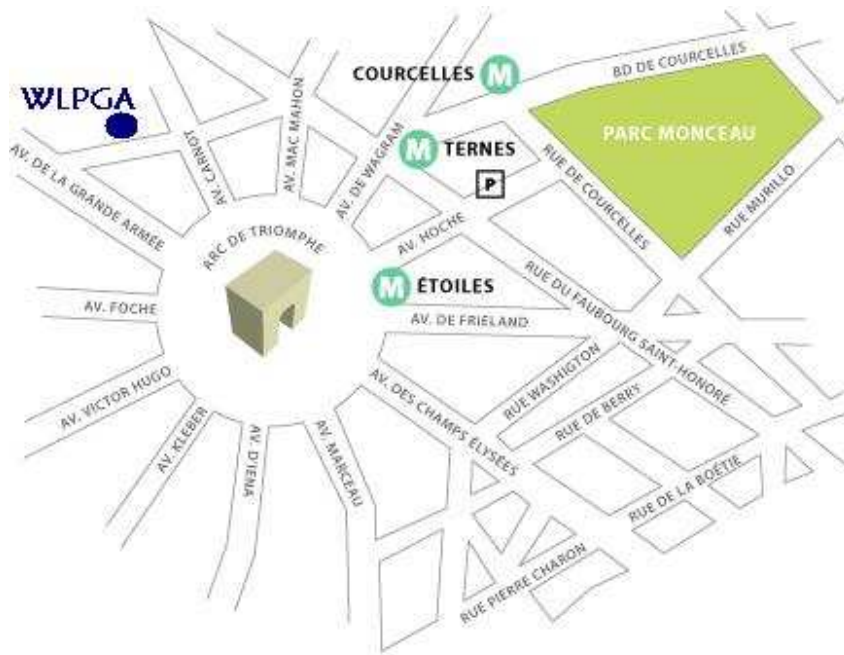 BD DE COURCELLES
COURCELLES M
WLPGA
PARC MONCEAU
AV. MAC MAHON
M TERNES
AV. CARNOT
AV. DE WAGRAM
P
RUE DE COURCELLES
RUE MURILLO
AV. DE LA GRANDE ARMÉE
ARC DE TRIOMPHE
AV. HOCHE
M ÉTOILES
RUE DU FAUBOURG SAINT-HONORÉ
AV. FOCHE
AV. DE FRIELAND
AV. VICTOR HUGO
AV. DES CHAMPS ÉLYSÉES
RUE WASHIGTON
RUE DE BERRY
AV. KLEBER
AV. D'IENA
AV. MARCEAU
RUE DE LA BOÉTIE
RUE PIERRE CHARON